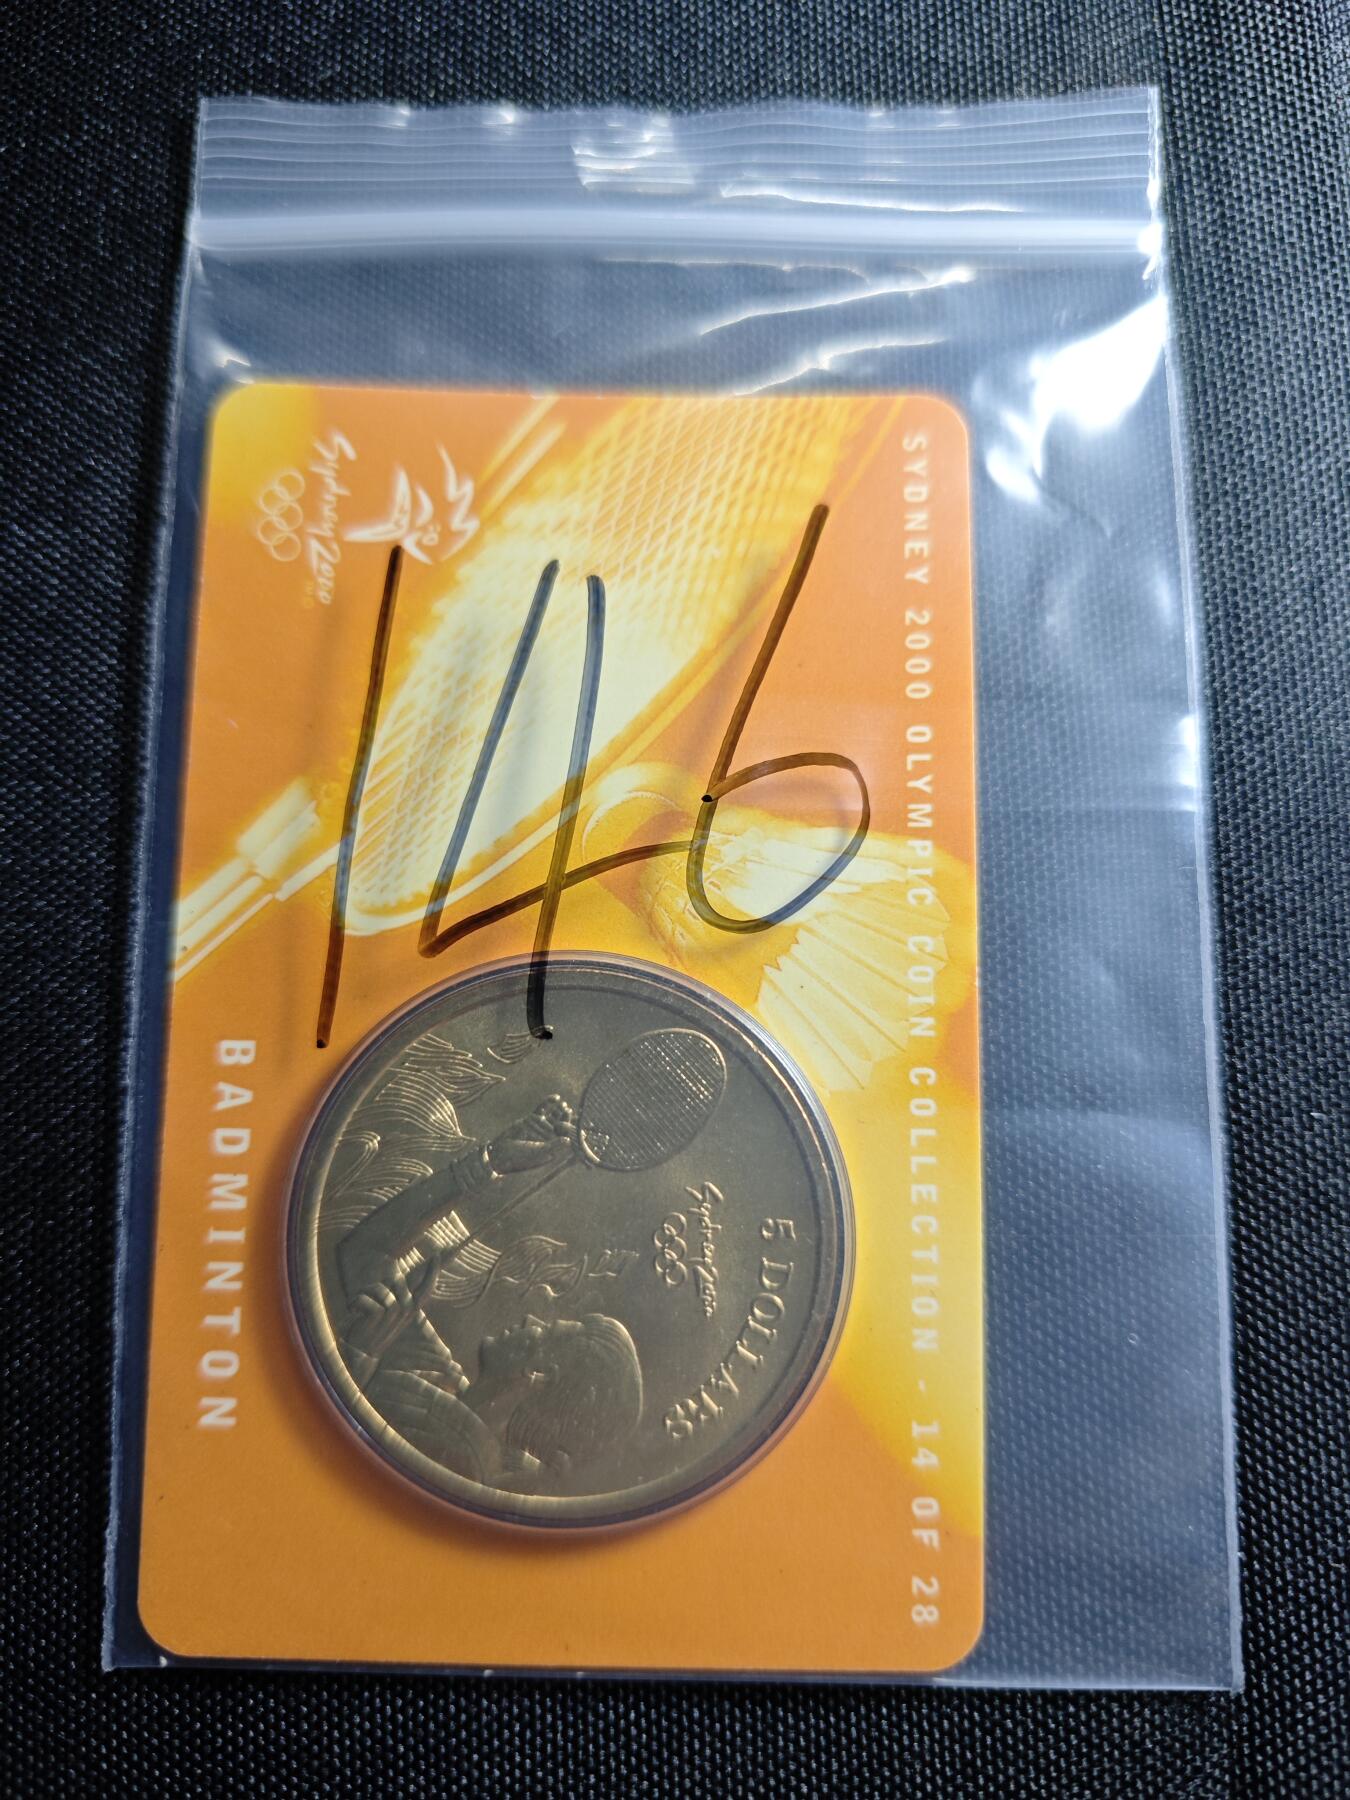 146
SYDNEY 2000 OLYMPIC COIN COLLECTION - 14 OF 28
Sydney 2000
BADMINTON
5 DOLLARS
Sydney 2000